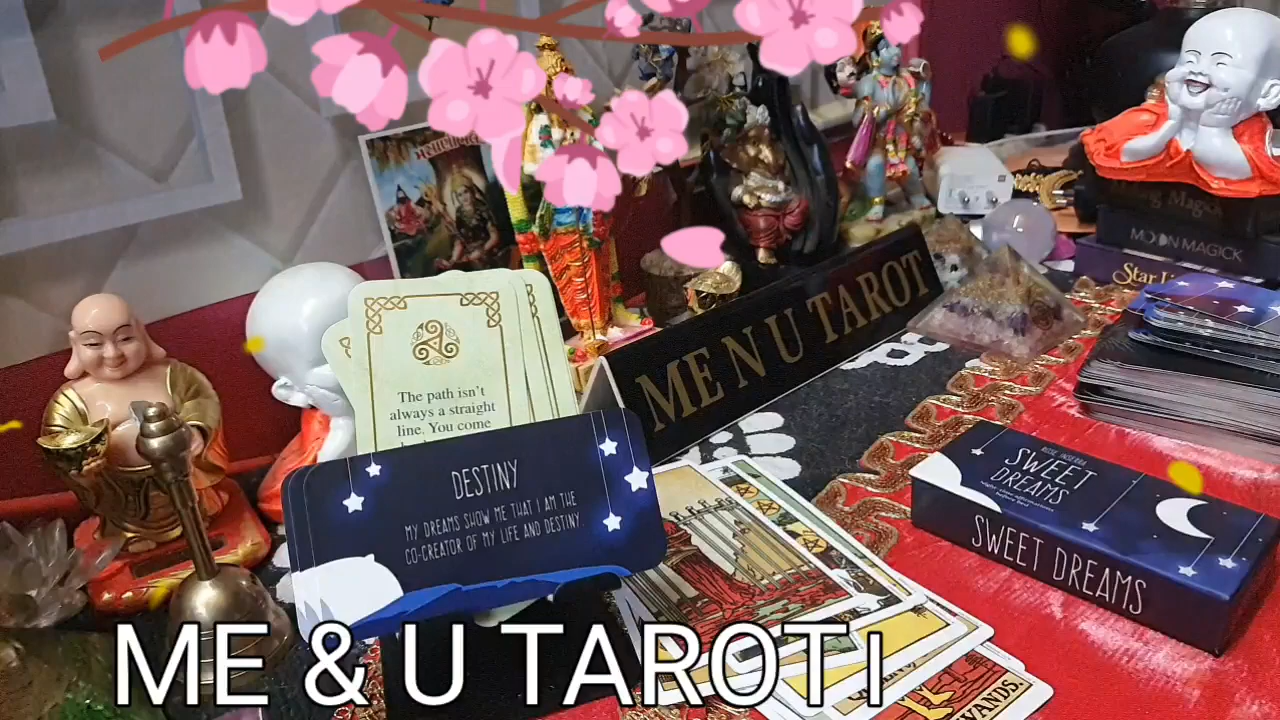 The path isn't
always a straight
line. You come
DESTINY
MY DREAMS SHOW ME THAT I AM THE
CO-CREATOR OF MY LIFE AND DESTINY.
ME N U TAROT
MOON MAGICK
Star
SWEET
DREAMS
SWEET DREAMS
WANDS.
ME & U TAROT